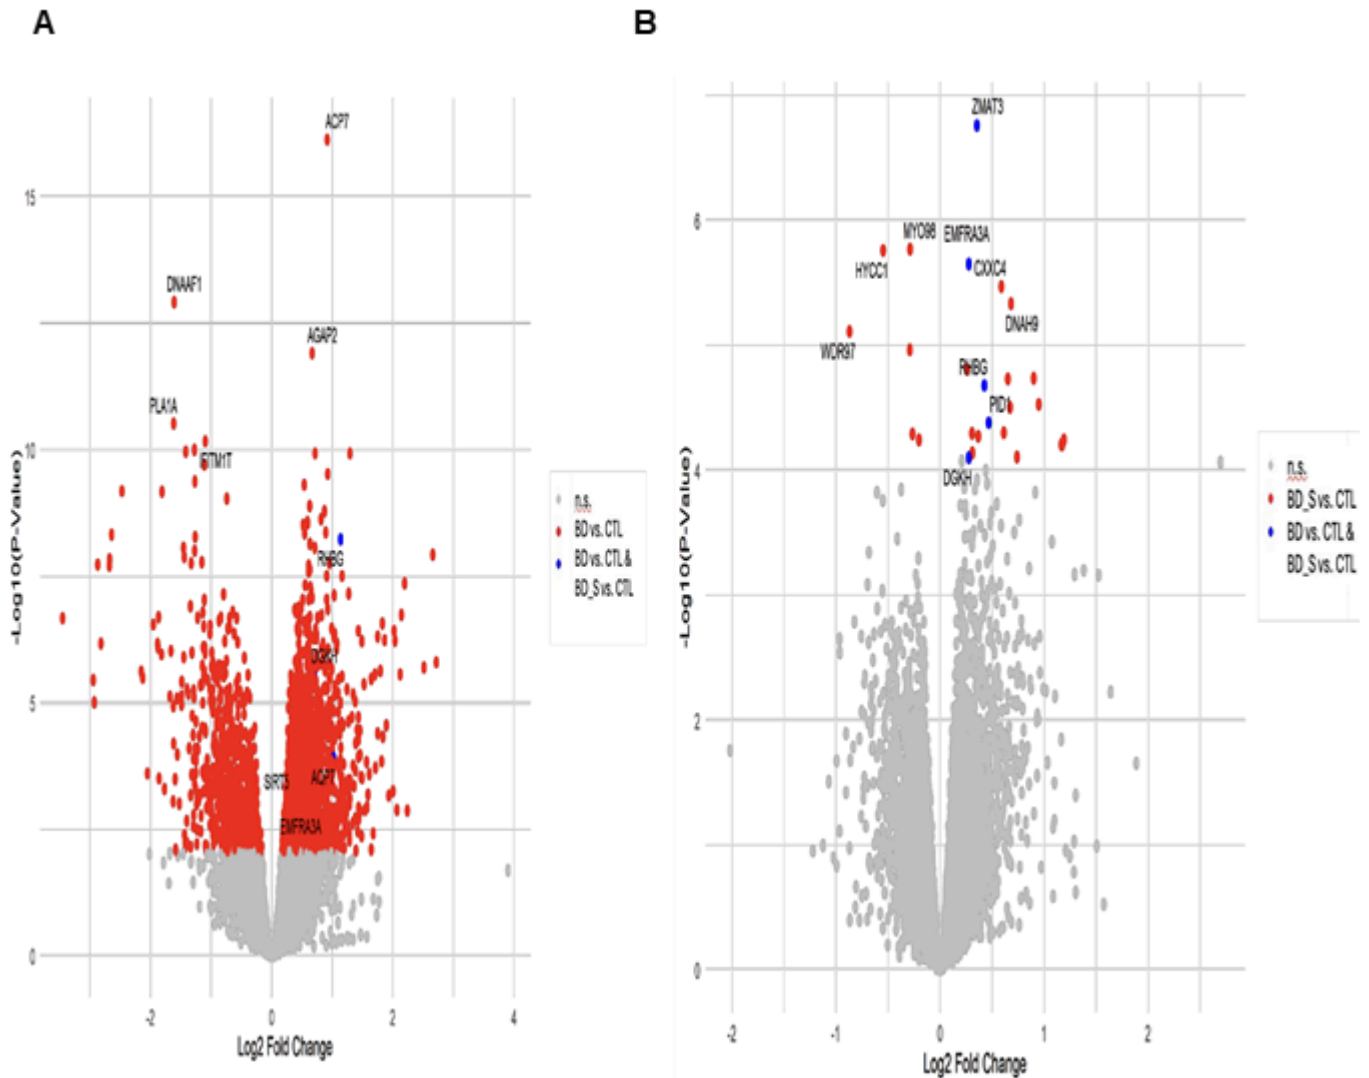 A
ACP7
15
DNAAF1
AGAP2
PLA1A
10
-Log10(P-Value)
n.s.
BD vs. CTL
BD vs. CTL &
BD_S vs. CTL
RHBG
DGKH
5
SIRT5
ACP7
EMFRA3A
0
-2
0
2
4
Log2 Fold Change
B
ZMAT3
6
MYO9B
EMFRA3A
HYCC1
CXXC4
DNAH9
WDR97
RHBG
PID1
4
DGKH
-Log10(P-Value)
n.s.
BD_S vs. CTL
BD vs. CTL &
BD_S vs. CTL
2
0
-2
-1
0
1
2
Log2 Fold Change